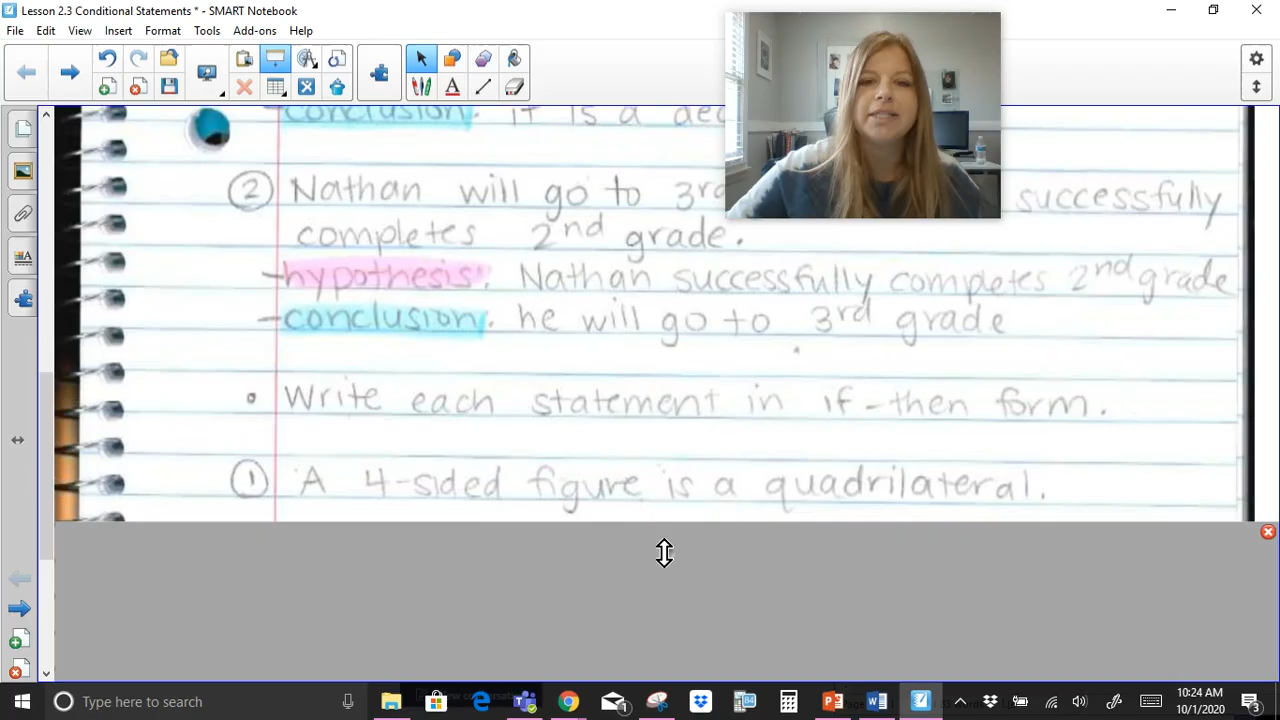 Lesson 2.3 Conditional Statements * - SMART Notebook
File Edit View Insert Format Tools Add-ons Help
conclusion: it is a dec
② Nathan will go to 3rd successfully
completes 2nd grade.
-hypothesis: Nathan successfully completes 2nd grade
-conclusion: he will go to 3rd grade
• Write each statement in if-then form.
① A 4-sided figure is a quadrilateral.
Type here to search
10:24 AM
10/1/2020